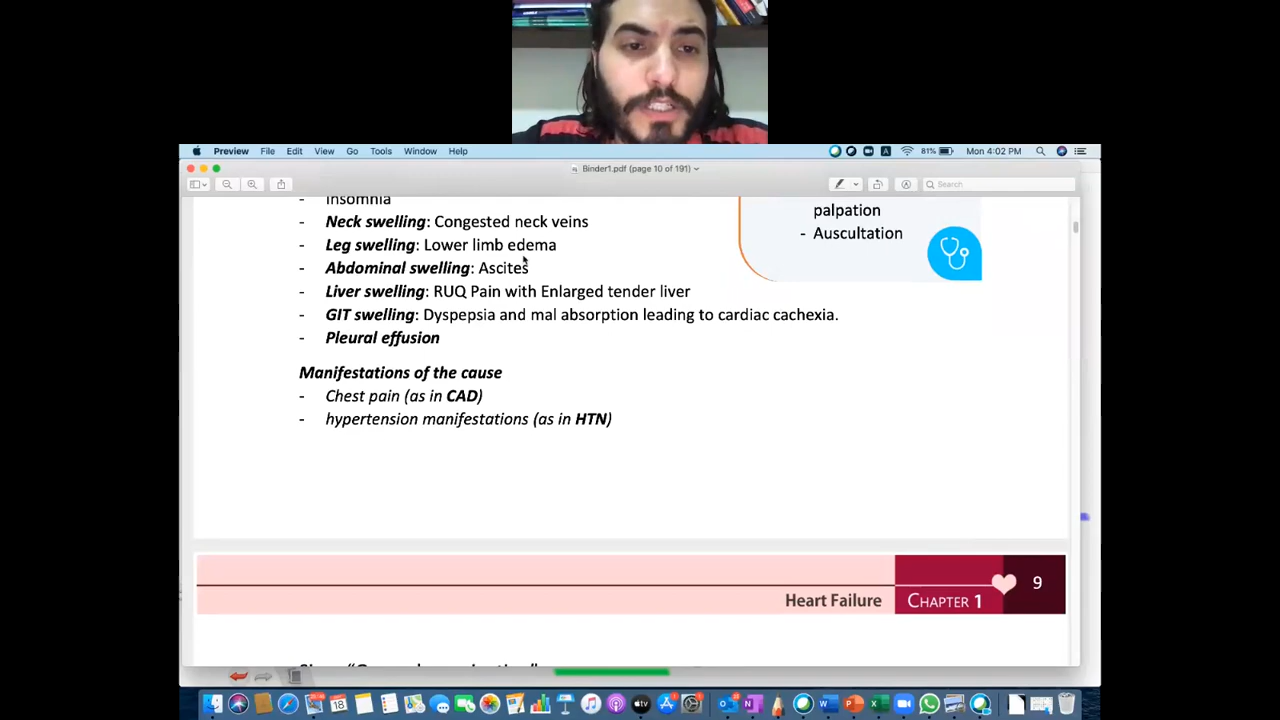 Preview File Edit View Go Tools Window Help
81% Mon 4:02 PM
Binder1.pdf (page 10 of 191)
Search
- Insomnia
- Neck swelling: Congested neck veins
- Leg swelling: Lower limb edema
- Abdominal swelling: Ascites
- Liver swelling: RUQ Pain with Enlarged tender liver
- GIT swelling: Dyspepsia and mal absorption leading to cardiac cachexia.
- Pleural effusion
palpation
- Auscultation
Manifestations of the cause
- Chest pain (as in CAD)
- hypertension manifestations (as in HTN)
Heart Failure CHAPTER 1 9